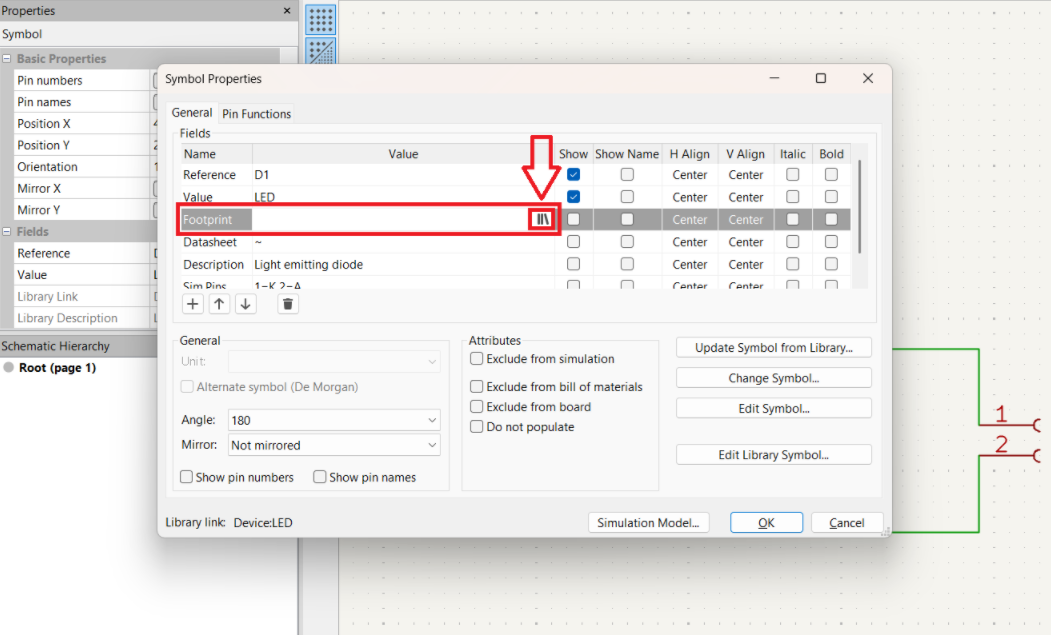 Properties
Symbol
Basic Properties
Pin numbers
Pin names
Position X
Position Y
Orientation
Mirror X
Mirror Y
Fields
Reference
Value
Library Link
Library Description
Schematic Hierarchy
Root (page 1)
Symbol Properties
General Pin Functions
Fields
Name Value Show Show Name H Align V Align Italic Bold
Reference D1 Center Center
Value LED Center Center
Footprint Center Center
Datasheet ~ Center Center
Description Light emitting diode Center Center
Sim.Pins 1=K 2=A Center Center
General
Unit:
Alternate symbol (De Morgan)
Angle: 180
Mirror: Not mirrored
Show pin numbers Show pin names
Attributes
Exclude from simulation
Exclude from bill of materials
Exclude from board
Do not populate
Update Symbol from Library...
Change Symbol...
Edit Symbol...
Edit Library Symbol...
Library link: Device:LED
Simulation Model... OK Cancel
1
2